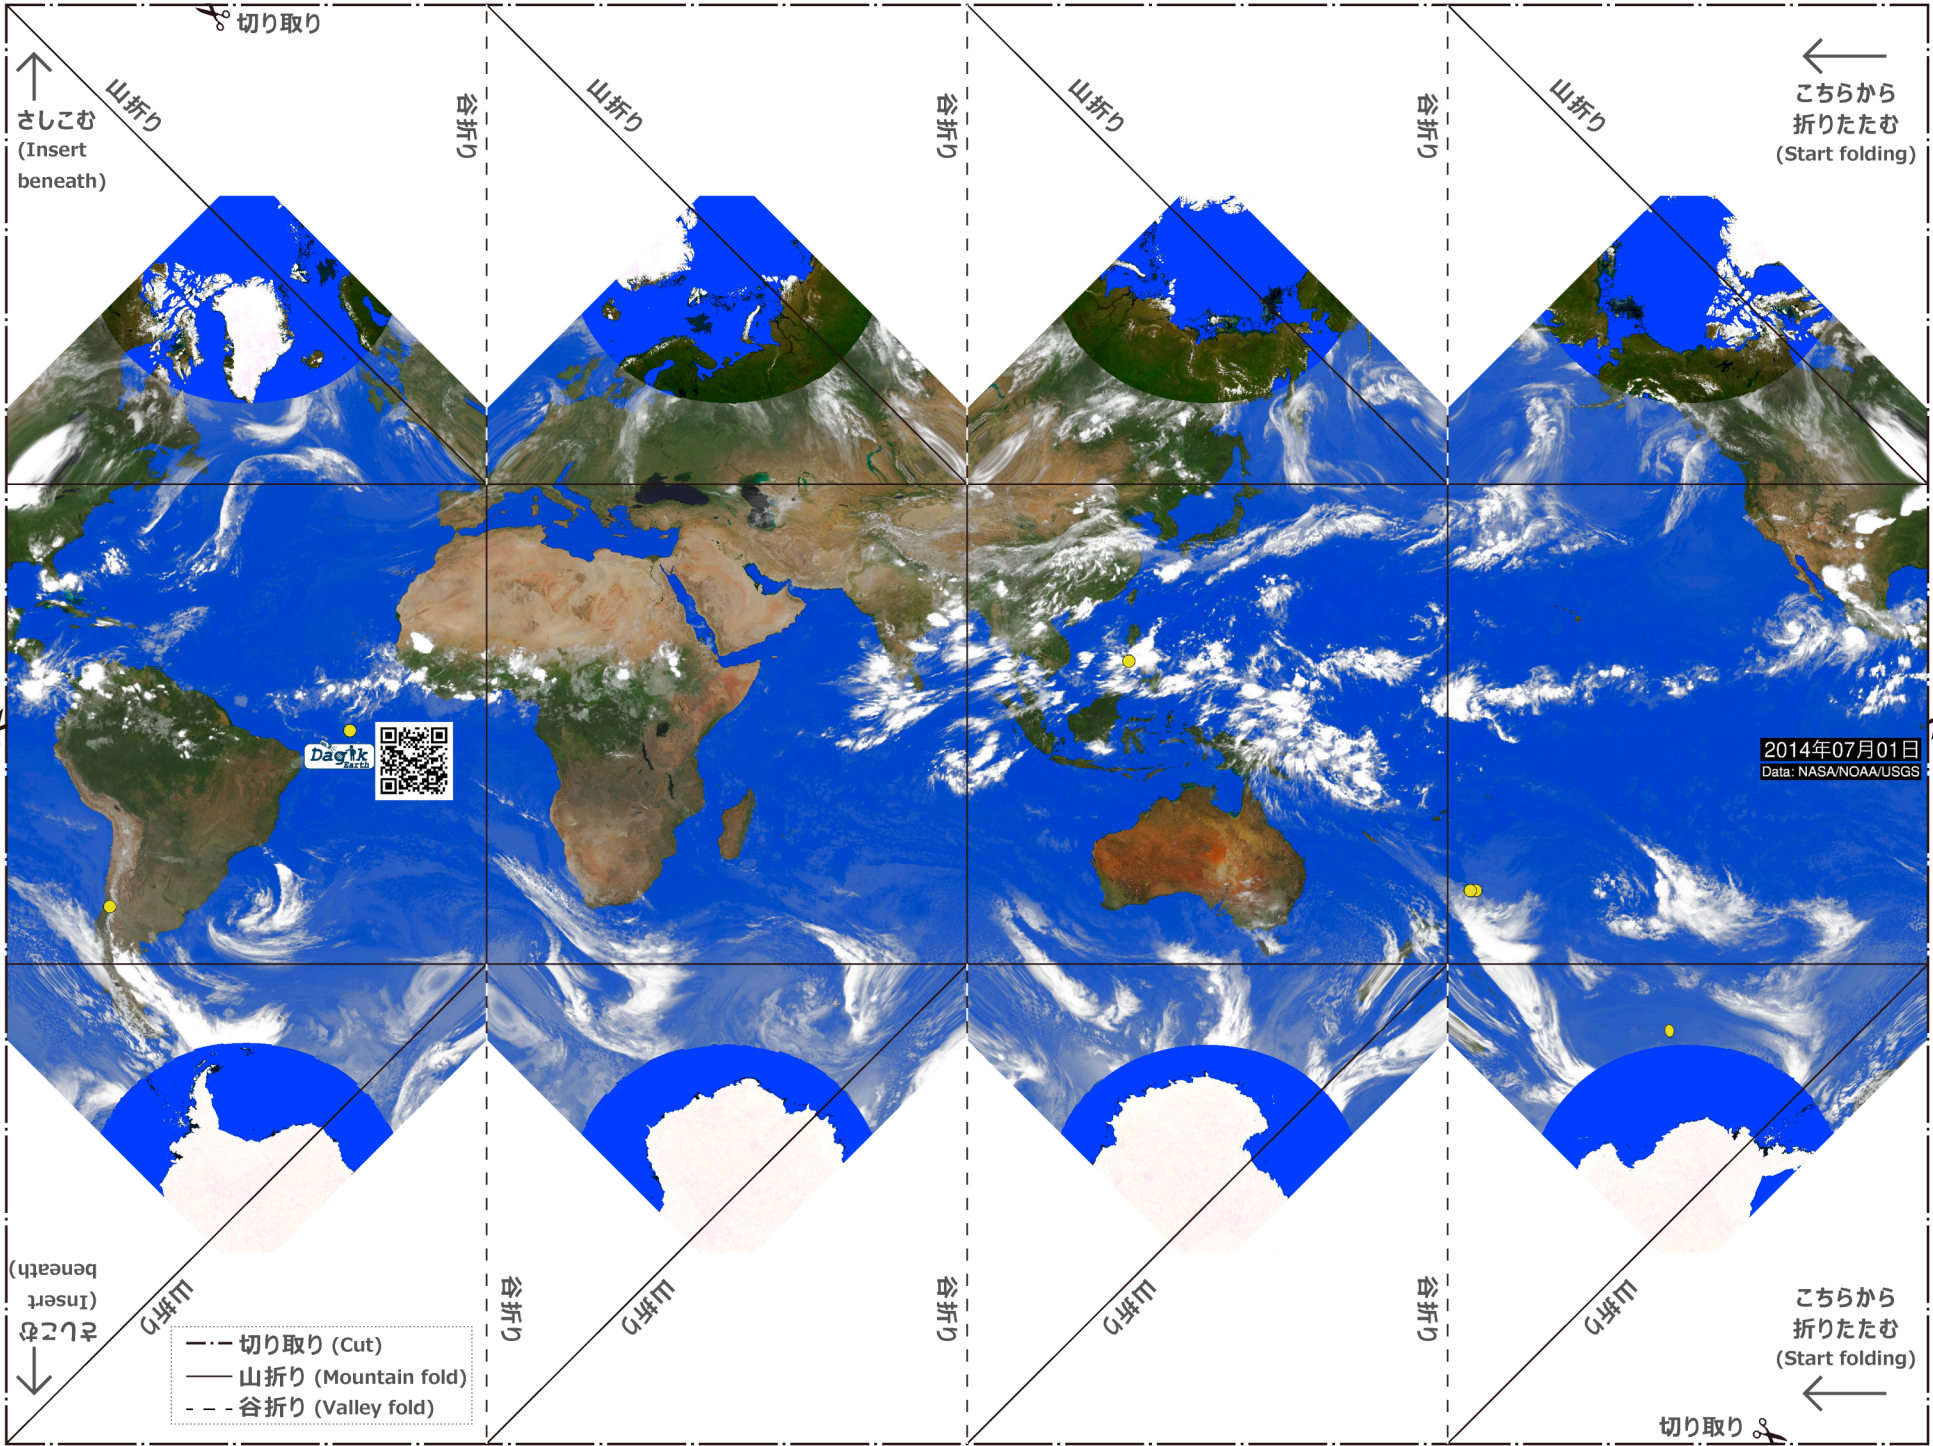 切り取り
山折り
谷折り
山折り
谷折り
山折り
谷折り
山折り
さしこむ
(Insert
beneath)
こちらから
折りたたむ
(Start folding)
Dagik
Earth
2014年07月01日
Data: NASA/NOAA/USGS
さしこむ
(Insert
beneath)
山折り
谷折り
山折り
谷折り
山折り
谷折り
山折り
こちらから
折りたたむ
(Start folding)
切り取り (Cut)
山折り (Mountain fold)
谷折り (Valley fold)
切り取り